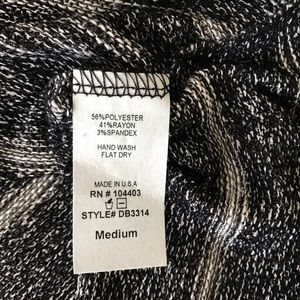 56%POLYESTER
41%RAYON
3%SPANDEX
HAND WASH
FLAT DRY
MADE IN U.S.A
RN # 104403
STYLE# DB3314
Medium